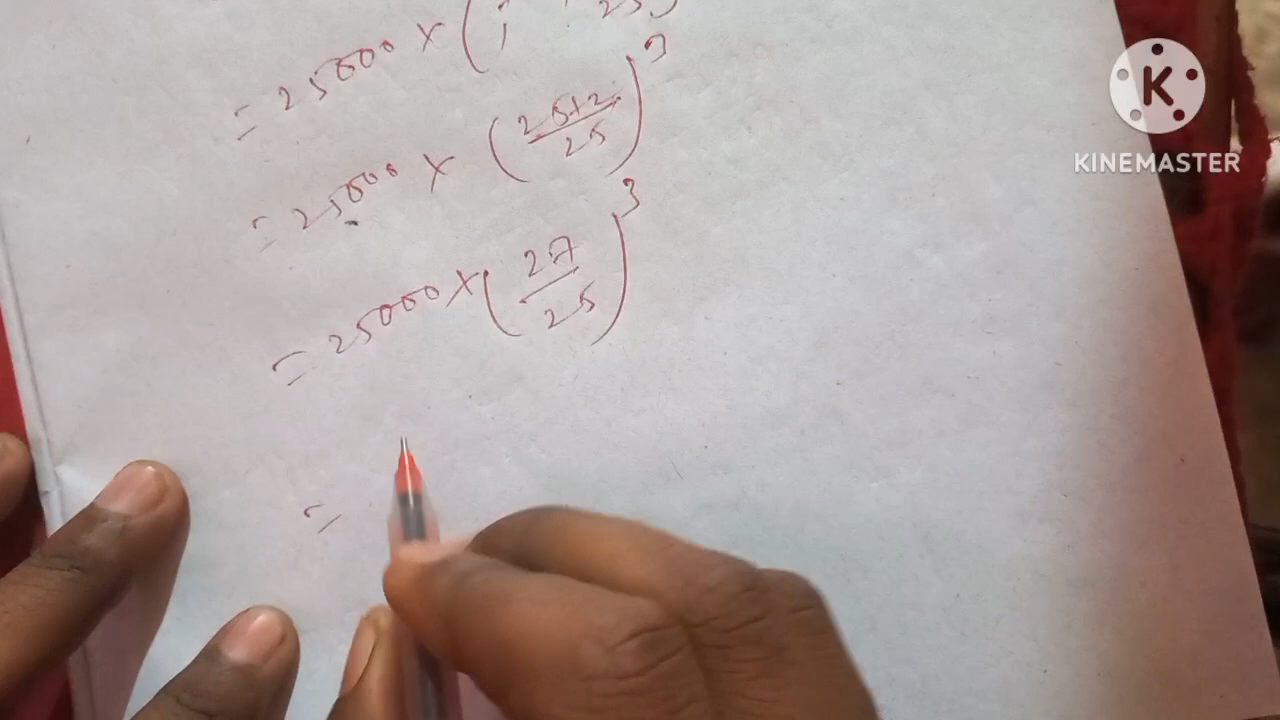 = 25000 × (
= 25000 × (25+2/25)³
= 25000 × (27/25)³
=
K
KINEMASTER